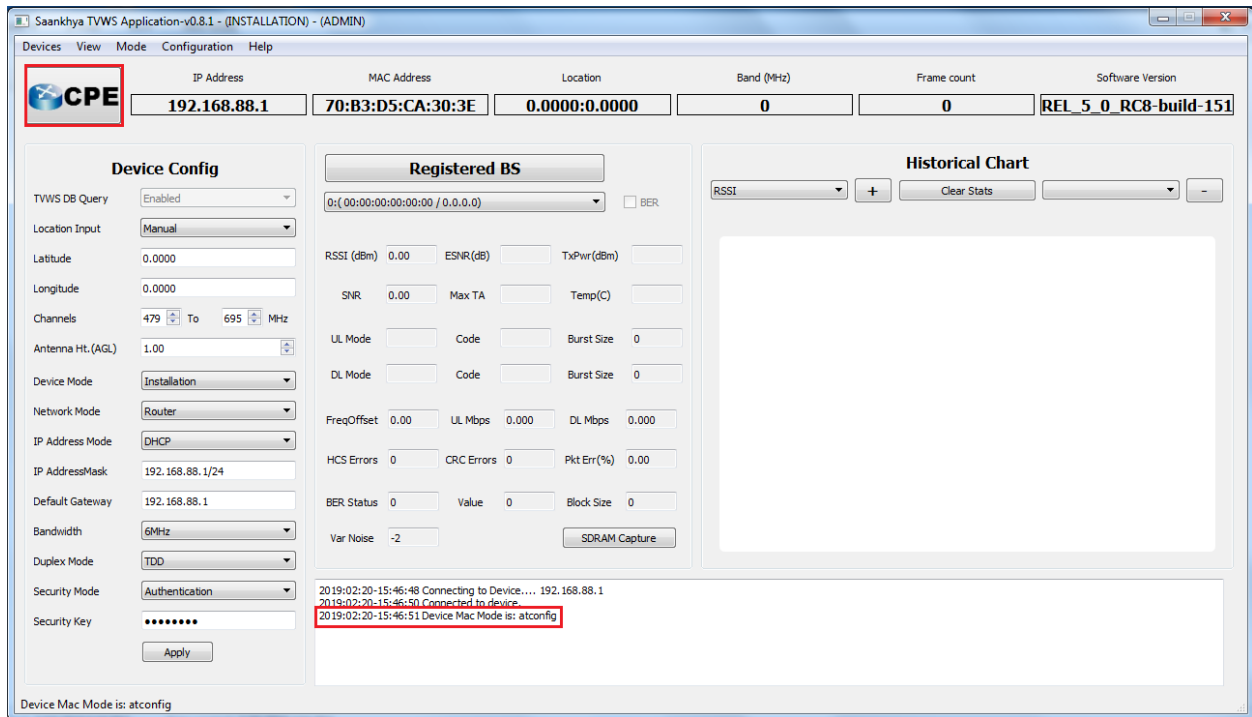 Saankhya TVWS Application-v0.8.1 - (INSTALLATION) - (ADMIN)
Devices View Mode Configuration Help
CPE
IP Address MAC Address Location Band (MHz) Frame count Software Version
192.168.88.1 70:B3:D5:CA:30:3E 0.0000:0.0000 0 0 REL_5_0_RC8-build-151
Device Config
TVWS DB Query Enabled
Location Input Manual
Latitude 0.0000
Longitude 0.0000
Channels 479 To 695 MHz
Antenna Ht.(AGL) 1.00
Device Mode Installation
Network Mode Router
IP Address Mode DHCP
IP AddressMask 192.168.88.1/24
Default Gateway 192.168.88.1
Bandwidth 6MHz
Duplex Mode TDD
Security Mode Authentication
Security Key ●●●●●●●●
Apply
Registered BS
0:( 00:00:00:00:00:00 / 0.0.0.0) BER
RSSI (dBm) 0.00 ESNR(dB) TxPwr(dBm)
SNR 0.00 Max TA Temp(C)
UL Mode Code Burst Size 0
DL Mode Code Burst Size 0
FreqOffset 0.00 UL Mbps 0.000 DL Mbps 0.000
HCS Errors 0 CRC Errors 0 Pkt Err(%) 0.00
BER Status 0 Value 0 Block Size 0
Var Noise -2 SDRAM Capture
Historical Chart
RSSI + Clear Stats -
2019:02:20-15:46:48 Connecting to Device.... 192.168.88.1
2019:02:20-15:46:50 Connected to device.
2019:02:20-15:46:51 Device Mac Mode is: atconfig
Device Mac Mode is: atconfig